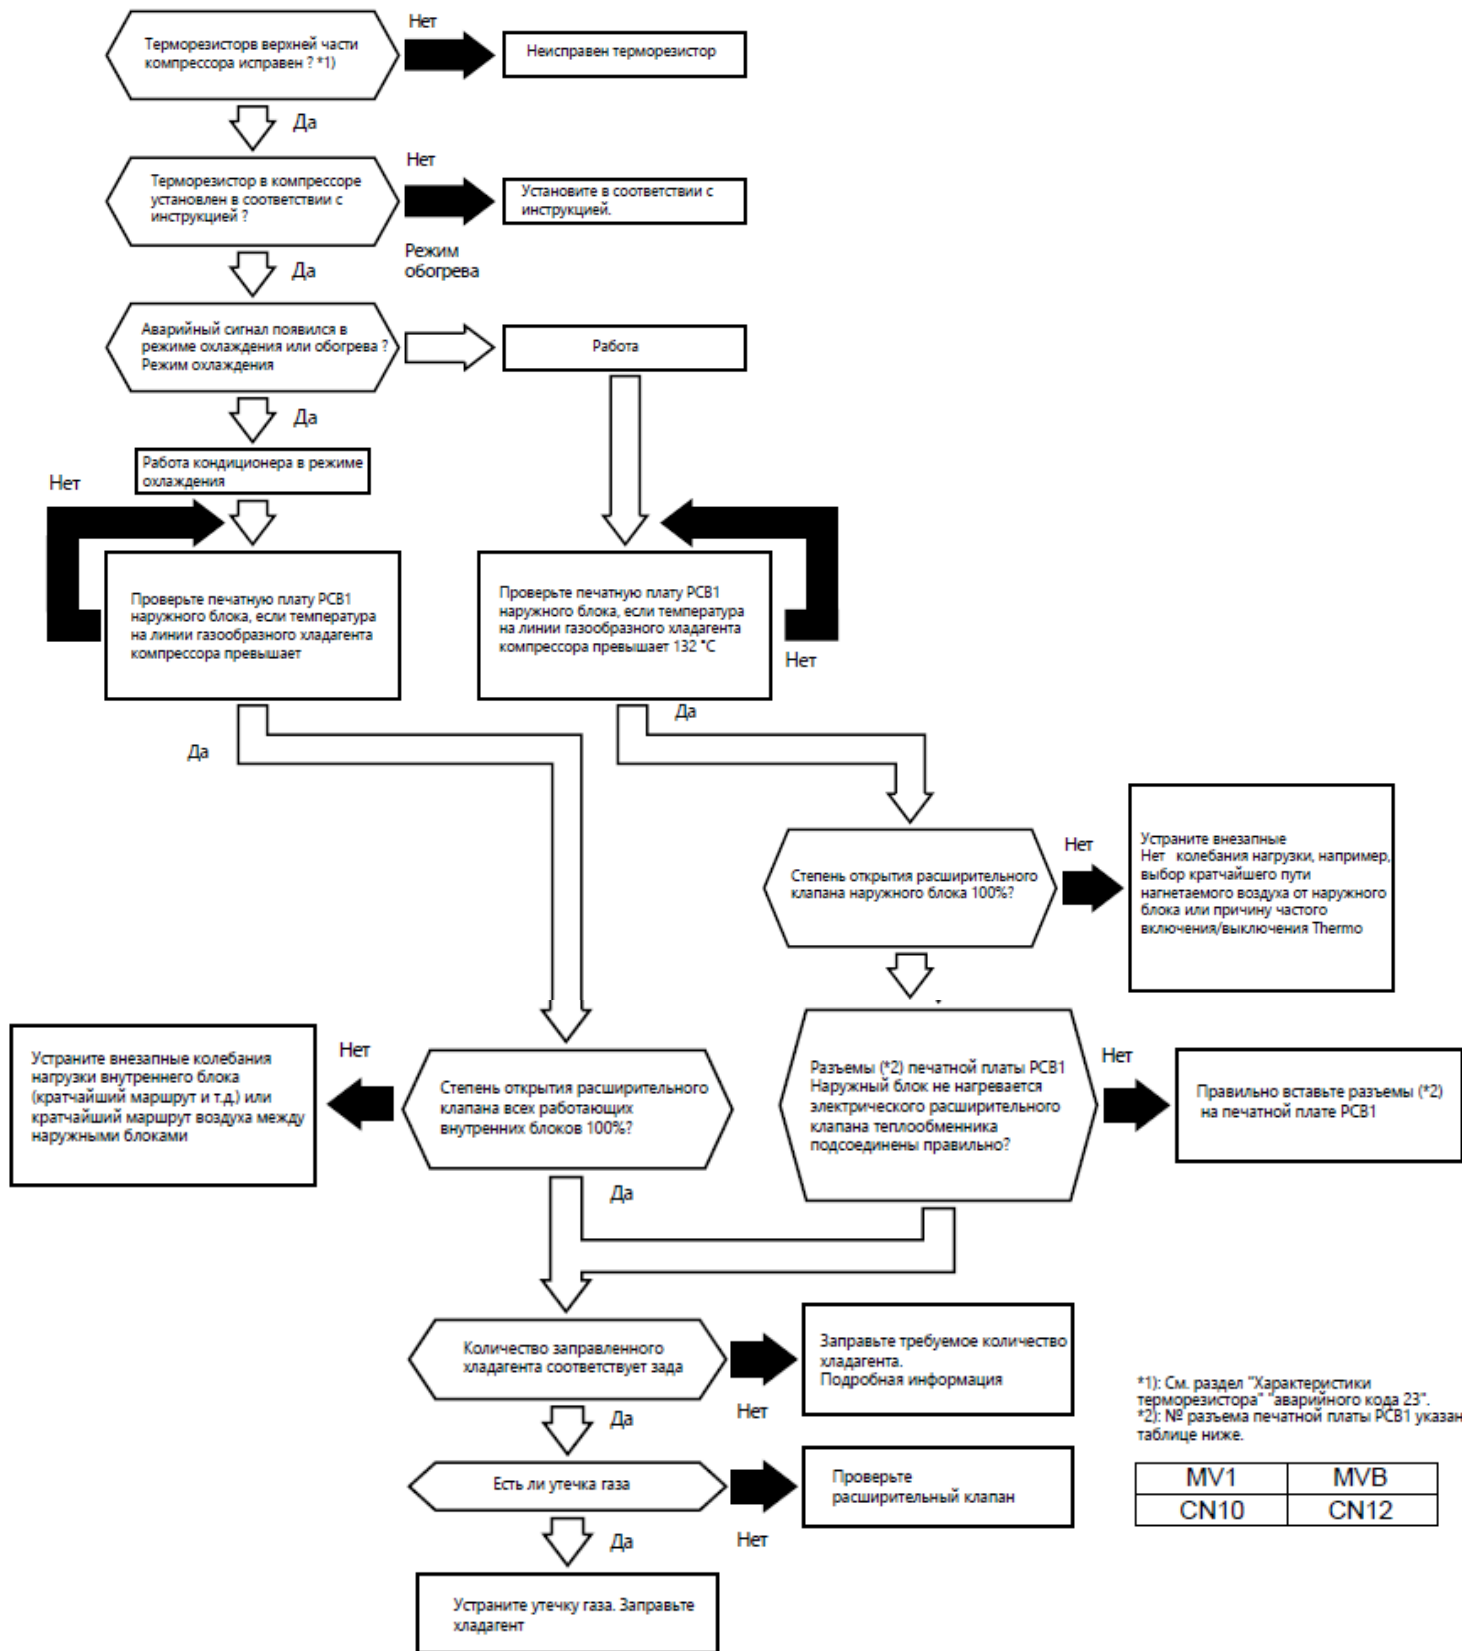 Нет
Терморезисторв верхней части
компрессора исправен ? *1)
Неисправен терморезистор
Да
Нет
Терморезистор в компрессоре
установлен в соответствии с
инструкцией ?
Установите в соответствии с
инструкцией.
Да
Режим
обогрева
Аварийный сигнал появился в
режиме охлаждения или обогрева ?
Режим охлаждения
Работа
Да
Работа кондиционера в режиме
охлаждения
Нет
Проверьте печатную плату PCB1
наружного блока, если температура
на линии газообразного хладагента
компрессора превышает
Проверьте печатную плату PCB1
наружного блока, если температура
на линии газообразного хладагента
компрессора превышает 132 °C
Нет
Да
Да
Степень открытия расширительного
клапана наружного блока 100%?
Нет
Устраните внезапные
Нет колебания нагрузки, например,
выбор кратчайшего пути
нагнетаемого воздуха от наружного
блока или причину частого
включения/выключения Thermo
Устраните внезапные колебания
нагрузки внутреннего блока
(кратчайший маршрут и т.д.) или
кратчайший маршрут воздуха между
наружными блоками
Нет
Степень открытия расширительного
клапана всех работающих
внутренних блоков 100%?
Разъемы (*2) печатной платы PCB1
Наружный блок не нагревается
электрического расширительного
клапана теплообменника
подсоединены правильно?
Нет
Правильно вставьте разъемы (*2)
на печатной плате PCB1
Да
Количество заправленного
хладагента соответствует зада
Нет
Заправьте требуемое количество
хладагента.
Подробная информация
Да
Есть ли утечка газа
Нет
Проверьте
расширительный клапан
Да
Устраните утечку газа. Заправьте
хладагент
*1): См. раздел "Характеристики
терморезистора" "аварийного кода 23".
*2): № разъема печатной платы PCB1 указан
таблице ниже.
MV1 MVB
CN10 CN12